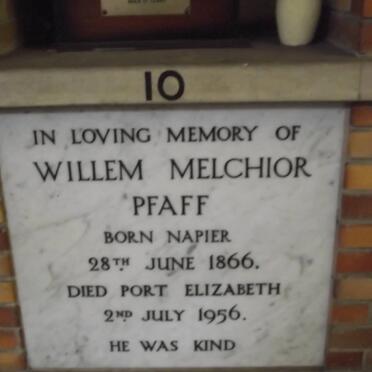 10
IN LOVING MEMORY OF
WILLEM MELCHIOR
PFAFF
BORN NAPIER
28TH JUNE 1866.
DIED PORT ELIZABETH
2ND JULY 1956.
HE WAS KIND